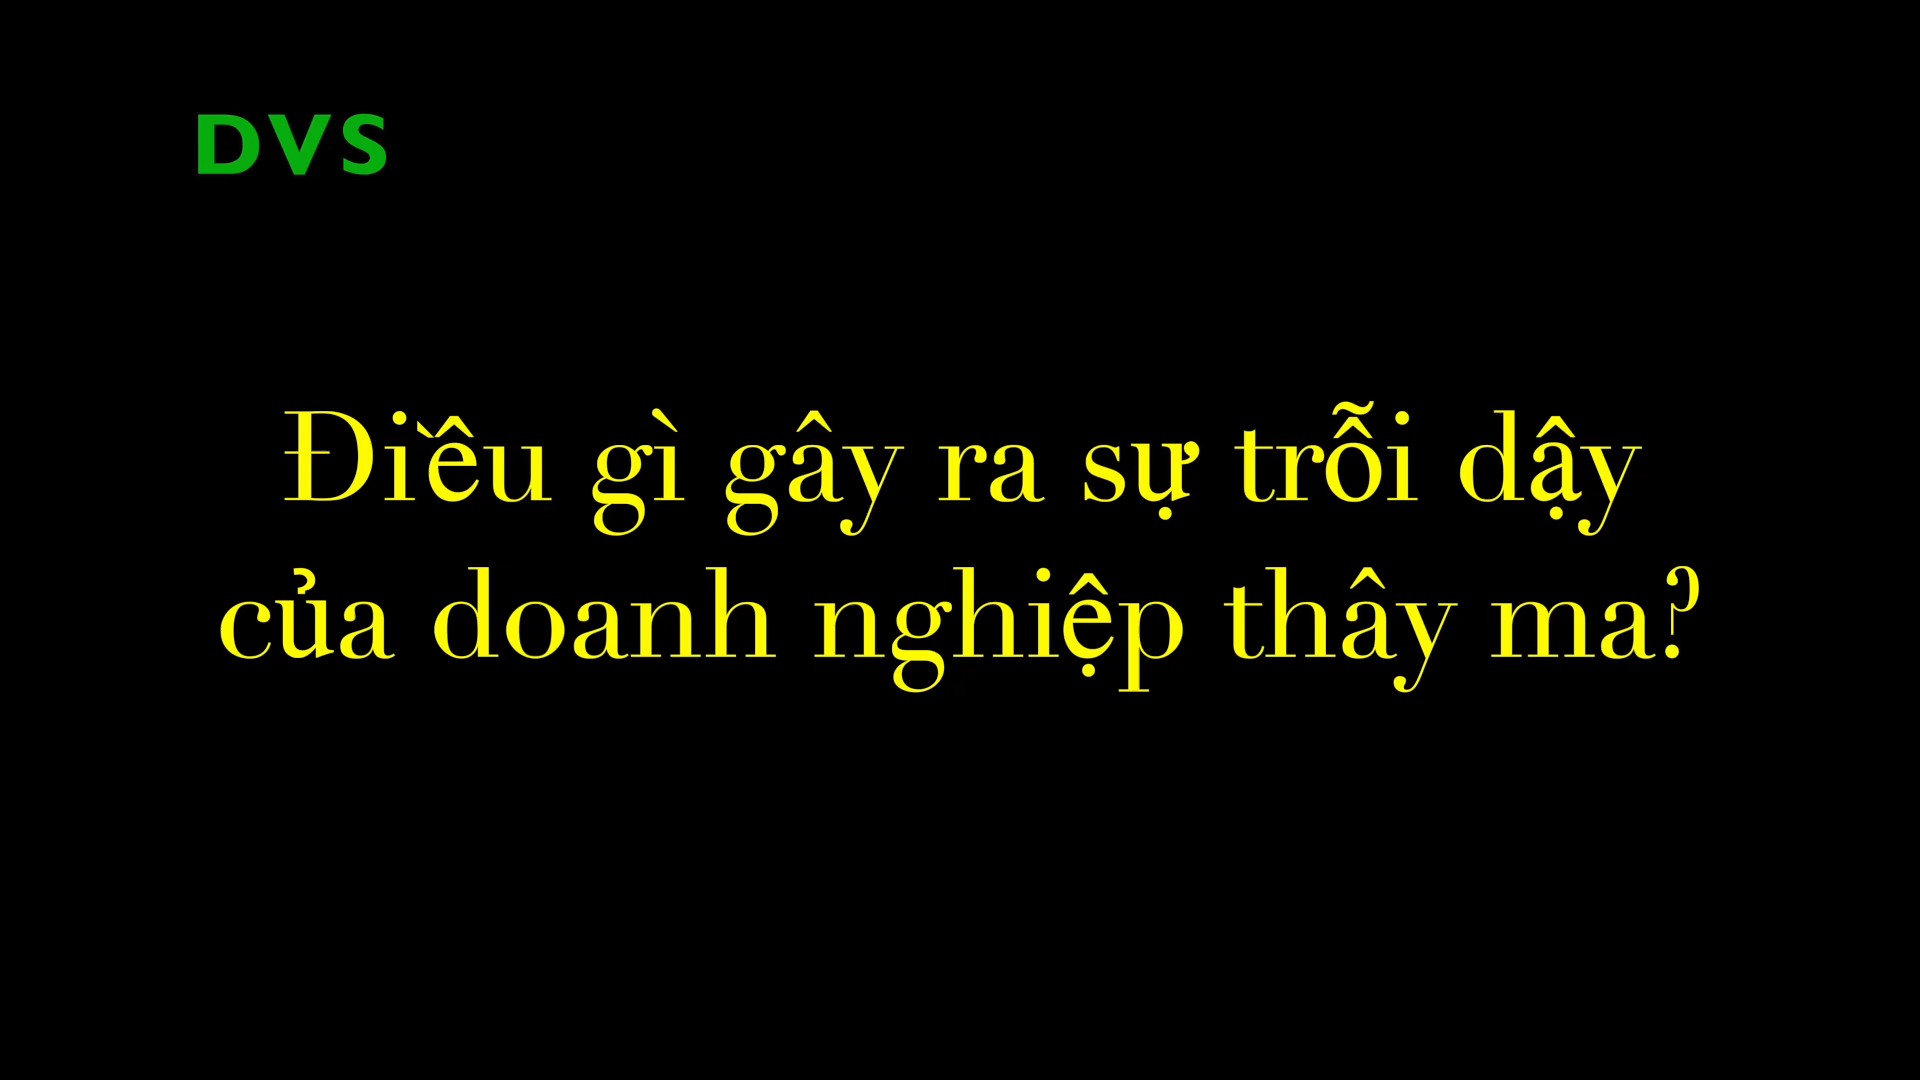 DVS
Điều gì gây ra sự trỗi dậy
của doanh nghiệp thây ma?